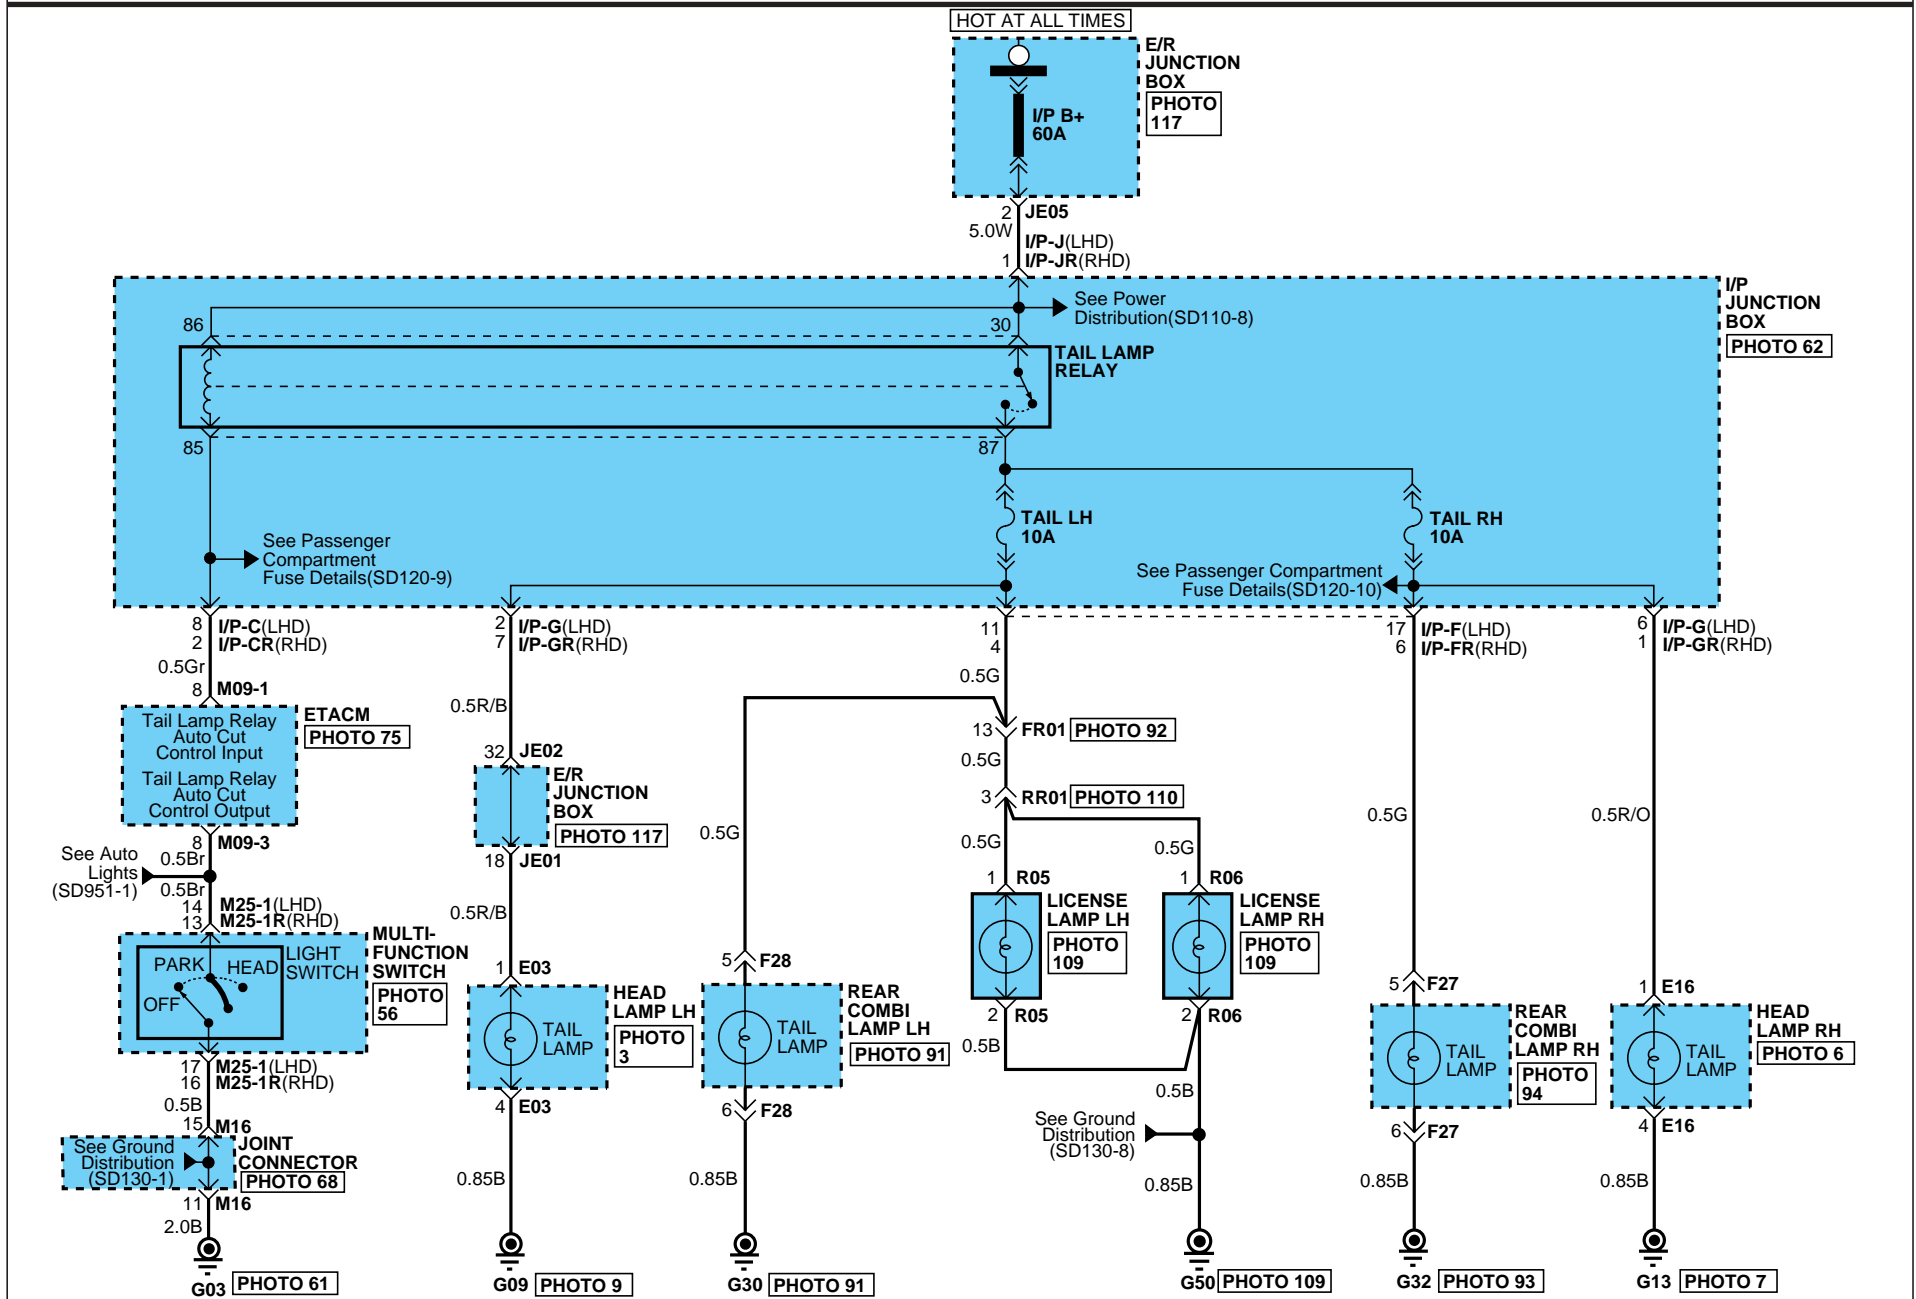 HOT AT ALL TIMES
E/R
JUNCTION
BOX
PHOTO
117
I/P B+
60A
2 JE05
5.0W
I/P-J(LHD)
1 I/P-JR(RHD)
I/P
JUNCTION
BOX
PHOTO 62
See Power
Distribution(SD110-8)
86
30
TAIL LAMP
RELAY
85
87
TAIL LH
10A
TAIL RH
10A
See Passenger
Compartment
Fuse Details(SD120-9)
See Passenger Compartment
Fuse Details(SD120-10)
8 I/P-C(LHD)
2 I/P-CR(RHD)
0.5Gr
8 M09-1
ETACM
PHOTO 75
Tail Lamp Relay
Auto Cut
Control Input
Tail Lamp Relay
Auto Cut
Control Output
8 M09-3
0.5Br
See Auto
Lights
(SD951-1)
0.5Br
14 M25-1(LHD)
13 M25-1R(RHD)
MULTI-
FUNCTION
SWITCH
PHOTO
56
LIGHT
SWITCH
PARK
HEAD
OFF
17 M25-1(LHD)
16 M25-1R(RHD)
0.5B
15 M16
JOINT
CONNECTOR
PHOTO 68
See Ground
Distribution
(SD130-1)
11 M16
2.0B
G03 PHOTO 61
2 I/P-G(LHD)
7 I/P-GR(RHD)
0.5R/B
32 JE02
E/R
JUNCTION
BOX
PHOTO 117
18 JE01
0.5R/B
1 E03
HEAD
LAMP LH
PHOTO
3
TAIL
LAMP
4 E03
0.85B
G09 PHOTO 9
0.5G
5 F28
REAR
COMBI
LAMP LH
PHOTO 91
TAIL
LAMP
6 F28
0.85B
G30 PHOTO 91
11
4
0.5G
13 FR01 PHOTO 92
0.5G
3 RR01 PHOTO 110
0.5G
0.5G
1 R05
LICENSE
LAMP LH
PHOTO
109
2 R05
0.5B
1 R06
LICENSE
LAMP RH
PHOTO
109
2 R06
0.5B
See Ground
Distribution
(SD130-8)
0.85B
G50 PHOTO 109
17 I/P-F(LHD)
6 I/P-FR(RHD)
0.5G
5 F27
REAR
COMBI
LAMP RH
PHOTO
94
TAIL
LAMP
6 F27
0.85B
G32 PHOTO 93
6 I/P-G(LHD)
1 I/P-GR(RHD)
0.5R/O
1 E16
HEAD
LAMP RH
PHOTO 6
TAIL
LAMP
4 E16
0.85B
G13 PHOTO 7